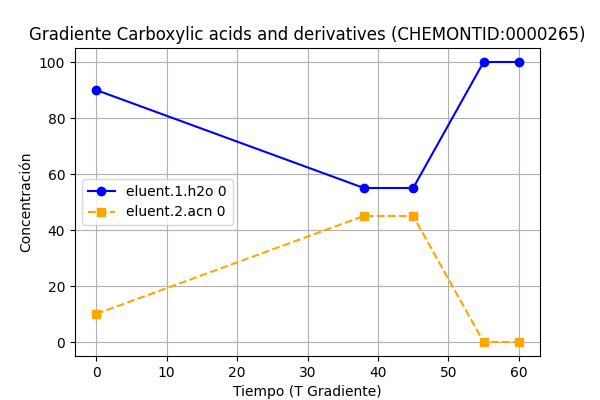 Gradiente Carboxylic acids and derivatives (CHEMONTID:0000265)
100
80
60
40
20
0
Concentración
eluent.1.h2o 0
eluent.2.acn 0
0 10 20 30 40 50 60
Tiempo (T Gradiente)